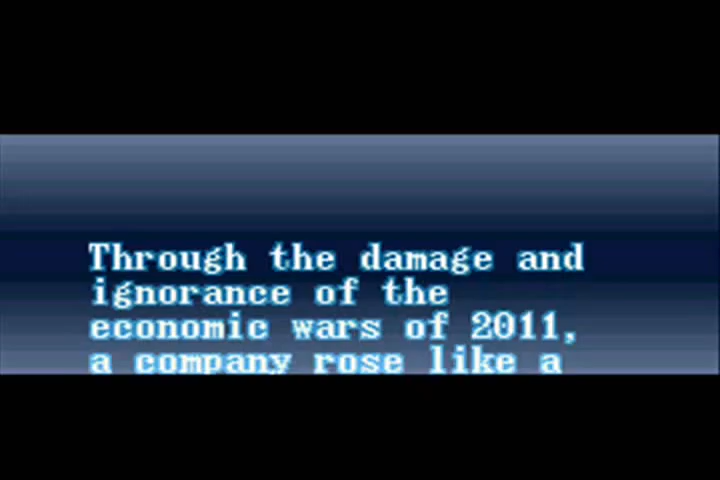 Through the damage and
ignorance of the
economic wars of 2011,
a company rose like a